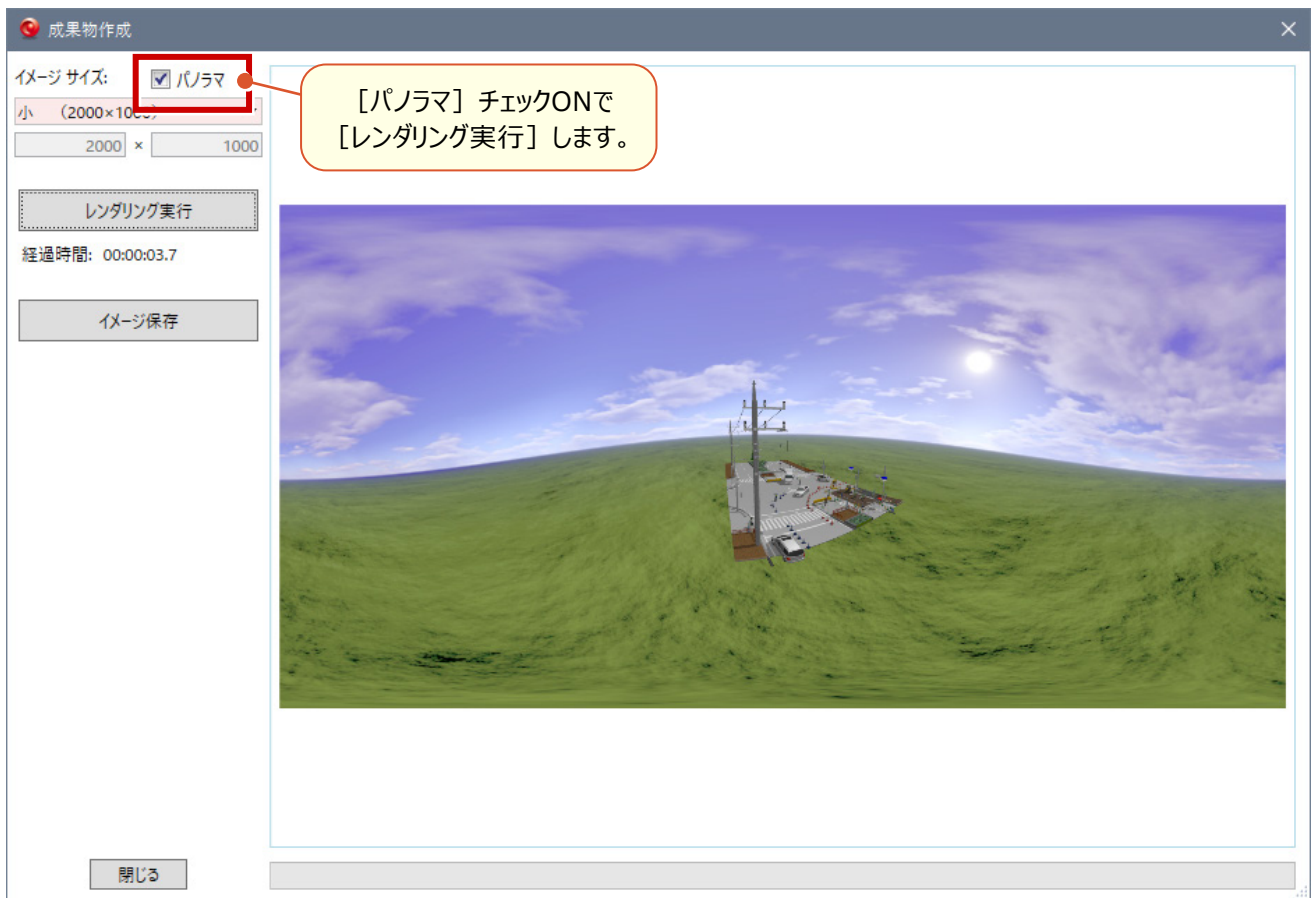 成果物作成
イメージ サイズ:
パノラマ
[パノラマ] チェックONで
[レンダリング実行] します。
小 (2000×1000)
2000 × 1000
レンダリング実行
経過時間: 00:00:03.7
イメージ保存
閉じる